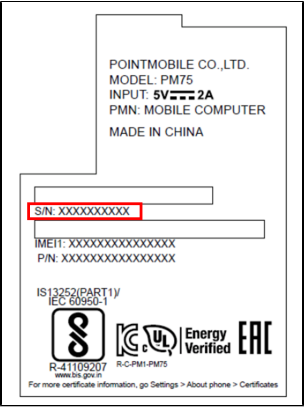 POINTMOBILE CO.,LTD.
MODEL: PM75
INPUT: 5V⎓2A
PMN: MOBILE COMPUTER
MADE IN CHINA
S/N: XXXXXXXXXX
IMEI1: XXXXXXXXXXXXXXX
P/N: XXXXXXXXXXXXXXXX
IS13252(PART1)/
IEC 60950-1
R-41109207
www.bis.gov.in
c UL Energy Verified EAC
R-C-PM1-PM75
For more certificate information, go Settings > About phone > Certificates